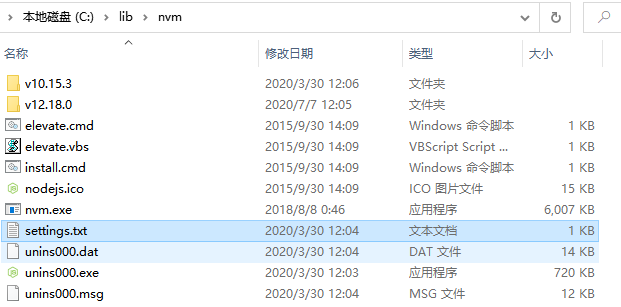 本地磁盘 (C:) › lib › nvm
名称 修改日期 类型 大小
v10.15.3 2020/3/30 12:06 文件夹
v12.18.0 2020/7/7 12:05 文件夹
elevate.cmd 2015/9/30 14:09 Windows 命令脚本 1 KB
elevate.vbs 2015/9/30 14:09 VBScript Script ... 1 KB
install.cmd 2015/9/30 14:09 Windows 命令脚本 1 KB
nodejs.ico 2015/9/30 14:09 ICO 图片文件 15 KB
nvm.exe 2018/8/8 0:46 应用程序 6,007 KB
settings.txt 2020/3/30 12:04 文本文档 1 KB
unins000.dat 2020/3/30 12:04 DAT 文件 14 KB
unins000.exe 2020/3/30 12:03 应用程序 720 KB
unins000.msg 2020/3/30 12:04 MSG 文件 12 KB